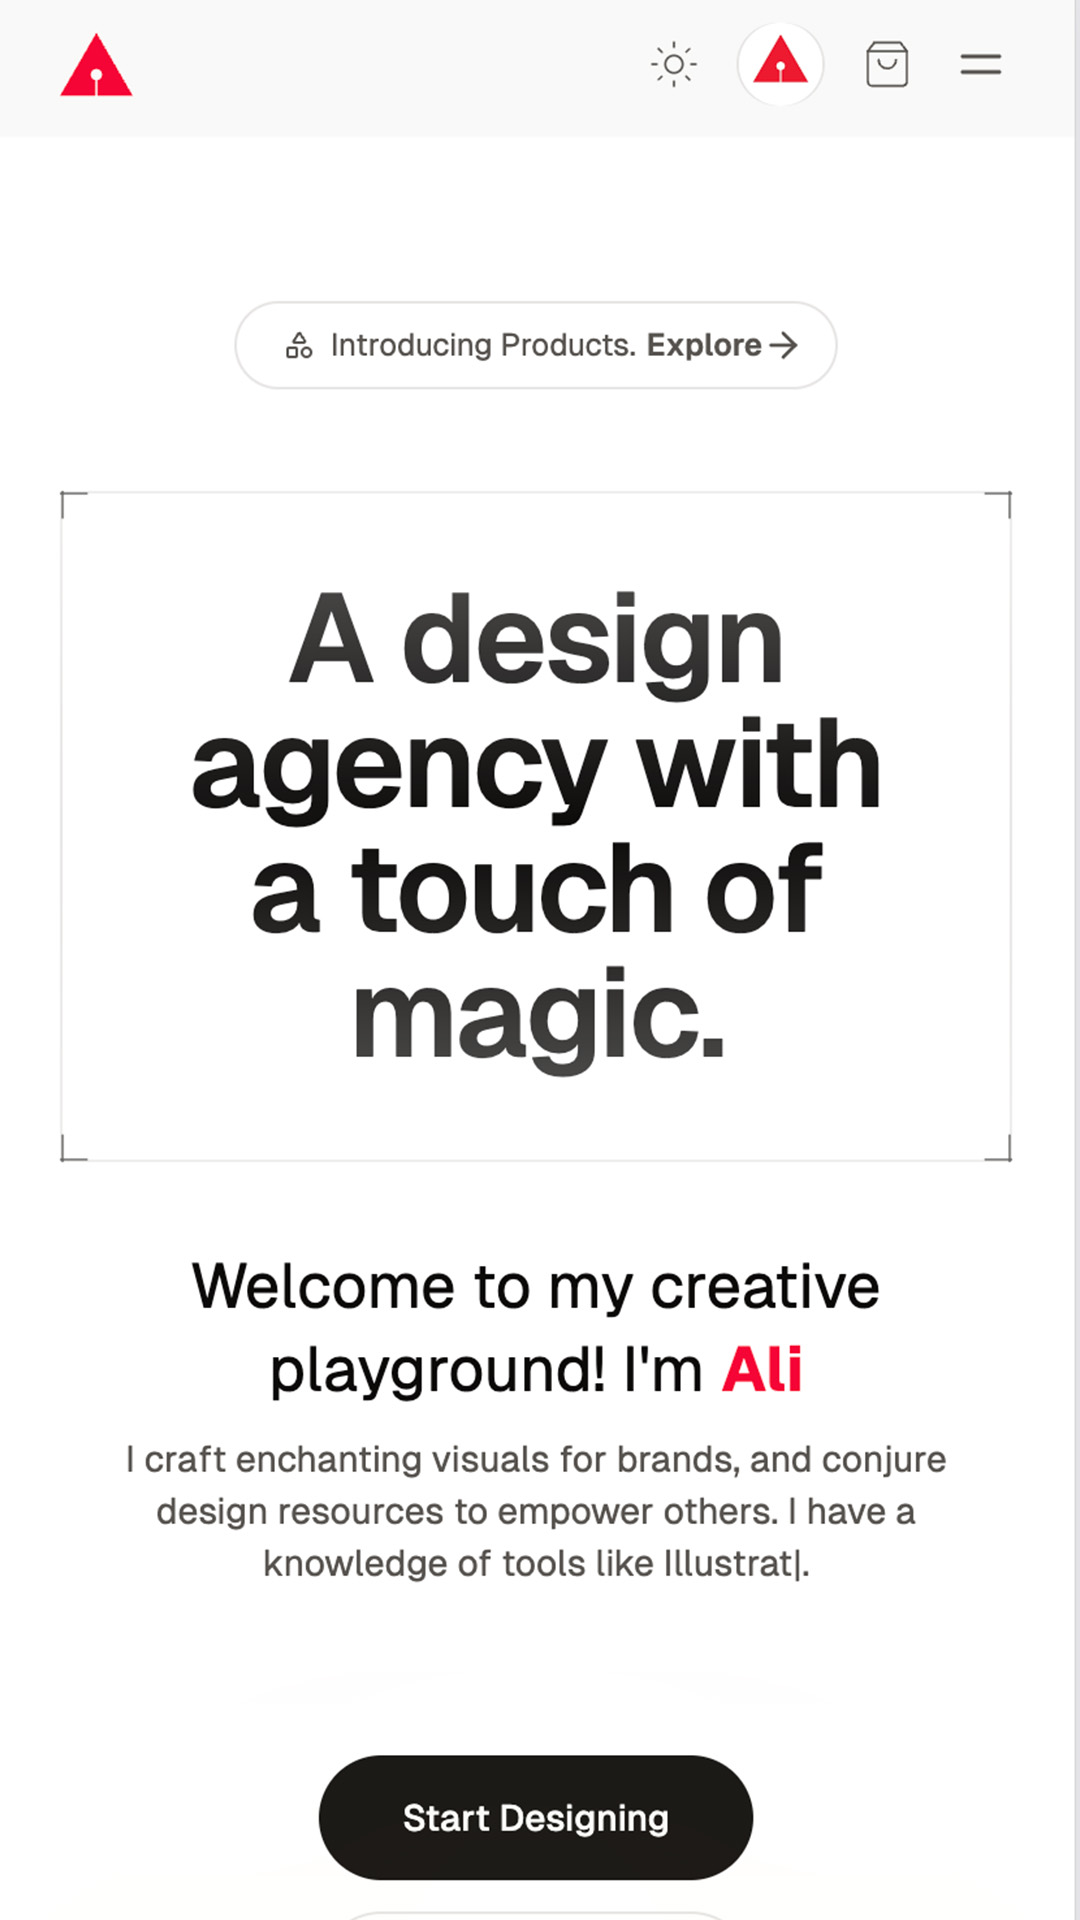 Introducing Products. Explore
A design
agency with
a touch of
magic.
Welcome to my creative
playground! I'm Ali
I craft enchanting visuals for brands, and conjure
design resources to empower others. I have a
knowledge of tools like Illustrat|.
Start Designing